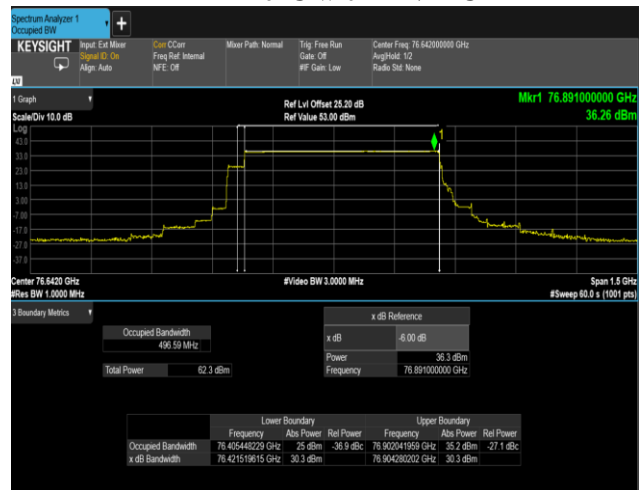 Spectrum Analyzer 1
Occupied BW
+
KEYSIGHT
Input: Ext Mixer
Signal ID: On
Align: Auto
Corr CCorr
Freq Ref: Internal
NFE: Off
Mixer Path: Normal
Trig: Free Run
Gate: Off
#IF Gain: Low
Center Freq: 76.642000000 GHz
Avg|Hold: 1/2
Radio Std: None
LXI
1 Graph
Scale/Div 10.0 dB
Ref Lvl Offset 25.20 dB
Ref Value 53.00 dBm
Mkr1 76.891000000 GHz
36.26 dBm
Log
43.0
33.0
23.0
13.0
3.00
-7.00
-17.0
-27.0
-37.0
1
Center 76.6420 GHz
#Res BW 1.0000 MHz
#Video BW 3.0000 MHz
Span 1.5 GHz
#Sweep 60.0 s (1001 pts)
3 Boundary Metrics
Occupied Bandwidth
496.59 MHz
Total Power 62.3 dBm
x dB Reference
x dB -6.00 dB
Power 36.3 dBm
Frequency 76.891000000 GHz
Lower Boundary Upper Boundary
Frequency Abs Power Rel Power Frequency Abs Power Rel Power
Occupied Bandwidth 76.405448229 GHz 25 dBm -36.9 dBc 76.902041959 GHz 35.2 dBm -27.1 dBc
x dB Bandwidth 76.421519615 GHz 30.3 dBm 76.904280202 GHz 30.3 dBm